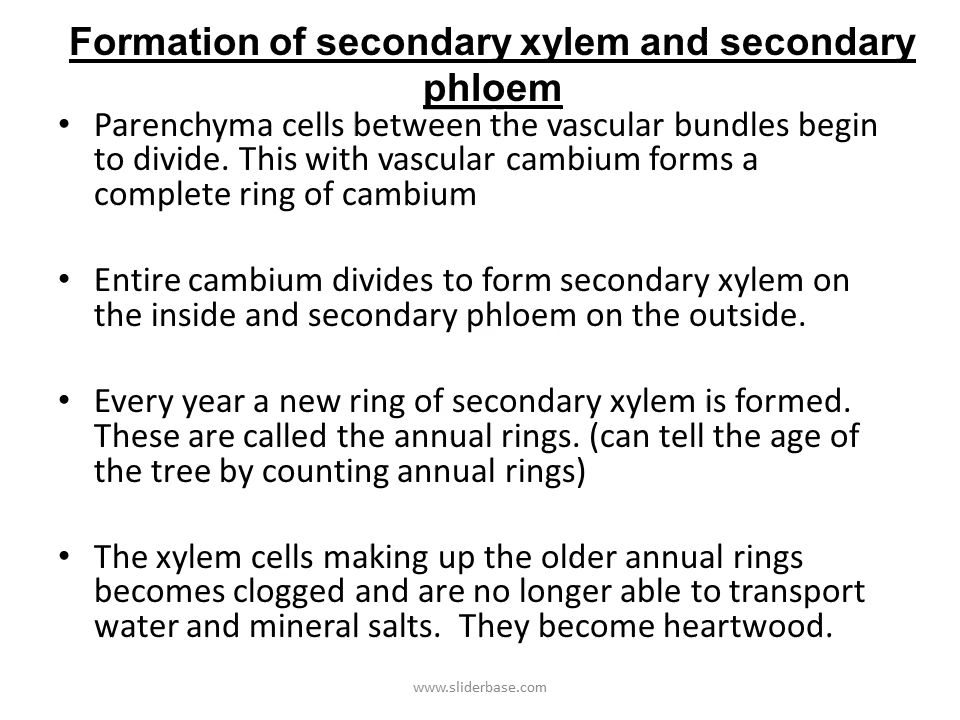 Formation of secondary xylem and secondary
phloem
• Parenchyma cells between the vascular bundles begin
to divide. This with vascular cambium forms a
complete ring of cambium
• Entire cambium divides to form secondary xylem on
the inside and secondary phloem on the outside.
• Every year a new ring of secondary xylem is formed.
These are called the annual rings. (can tell the age of
the tree by counting annual rings)
• The xylem cells making up the older annual rings
becomes clogged and are no longer able to transport
water and mineral salts.  They become heartwood.
www.sliderbase.com